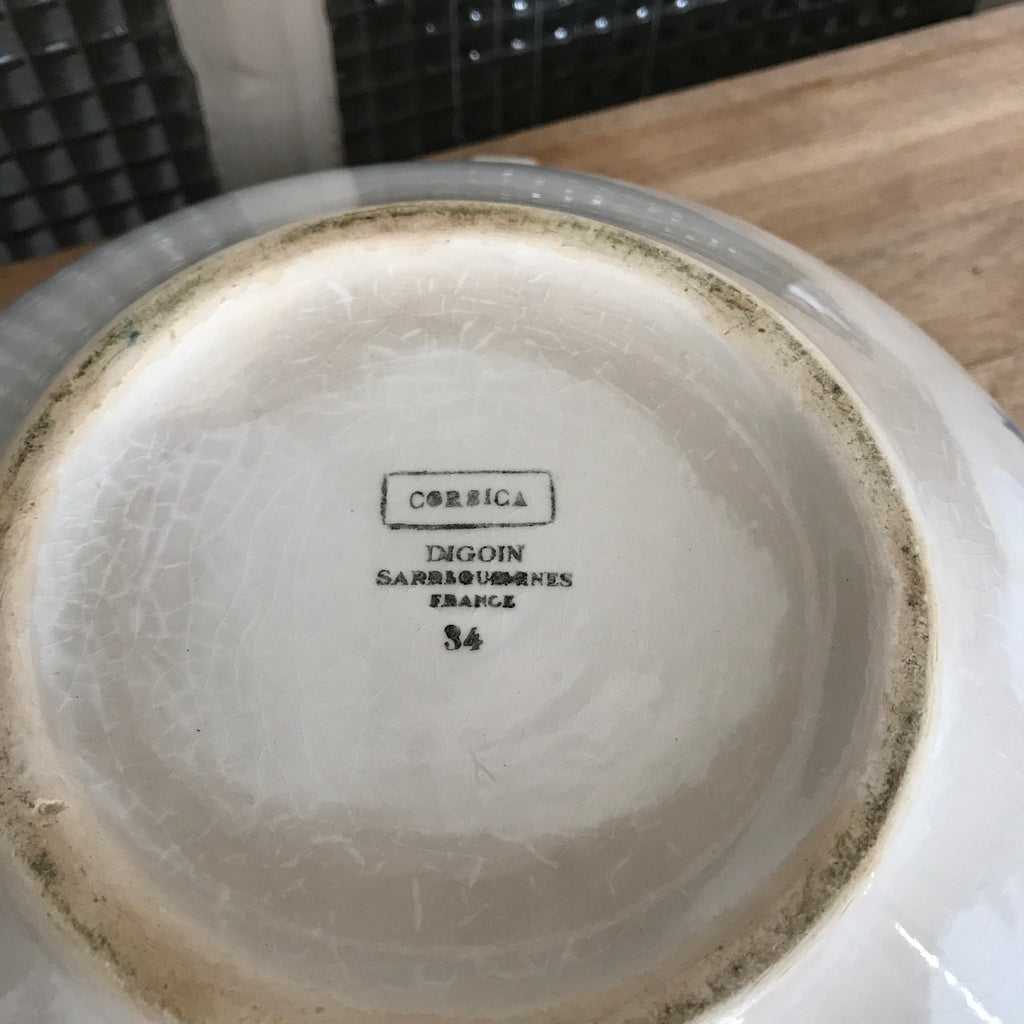 CORSICA
DIGOIN
SARREGUEMINES
FRANCE
84